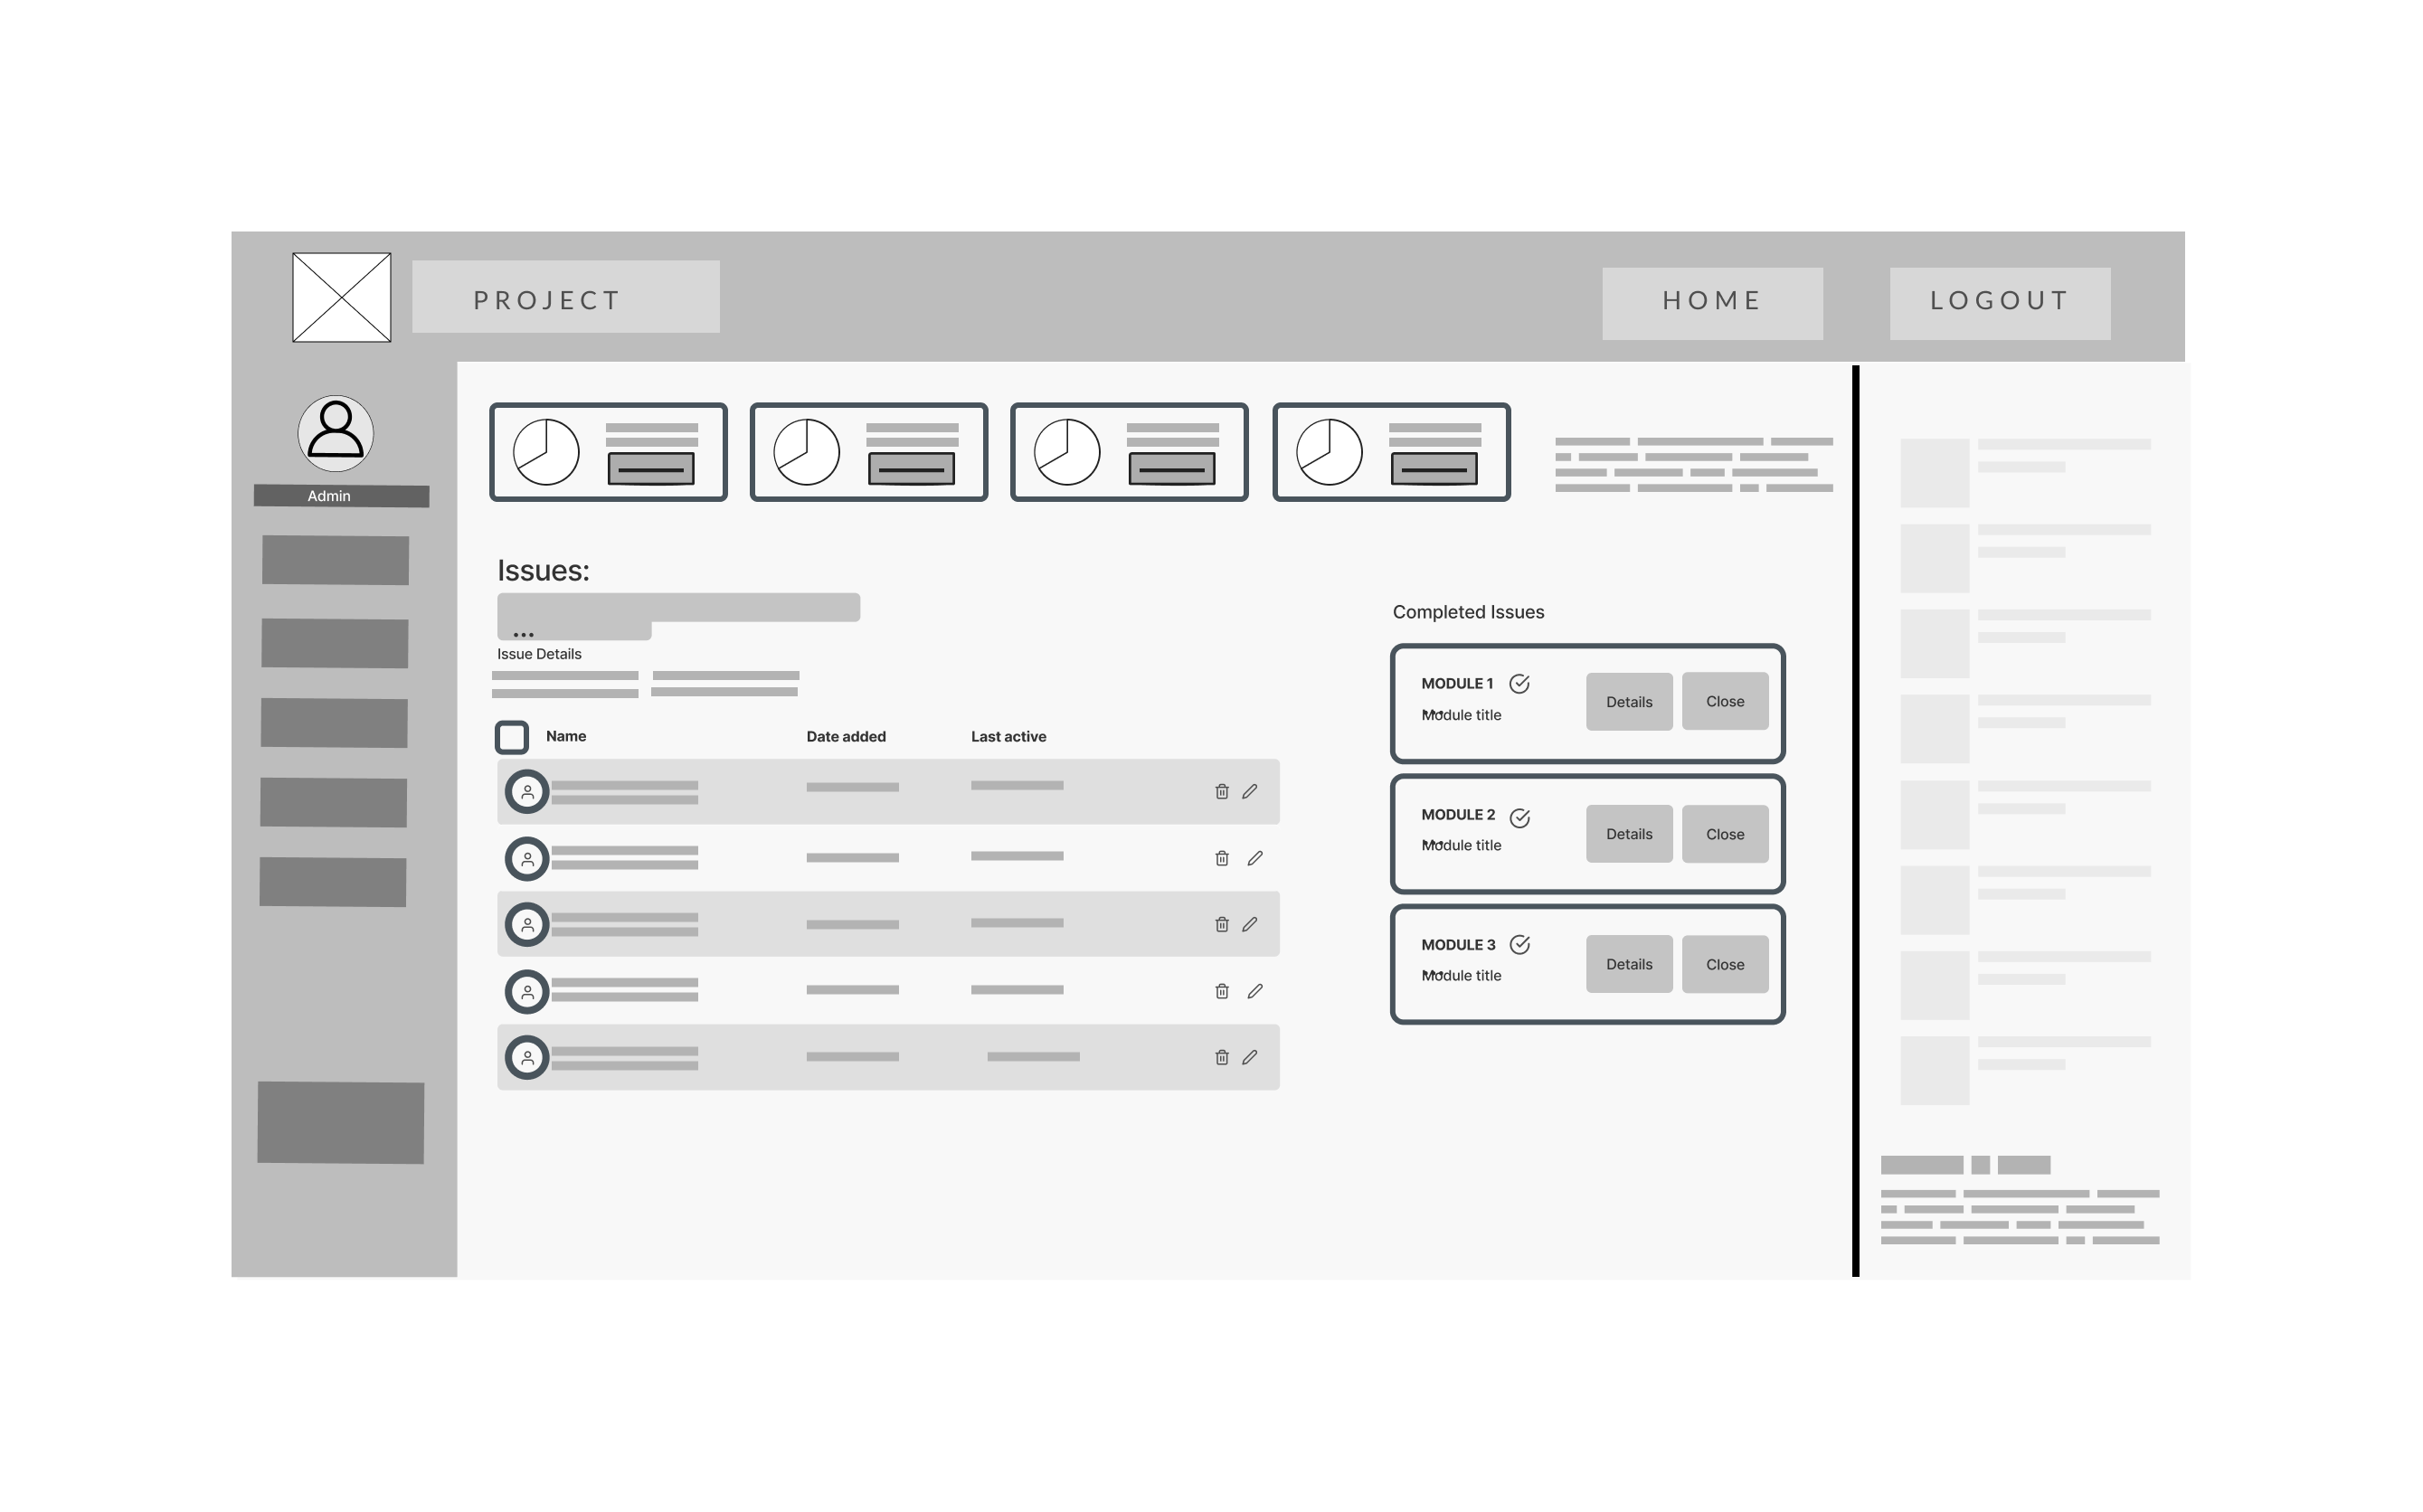 PROJECT
HOME
LOGOUT
Admin
Issues:
...
Issue Details
Name Date added Last active
Completed Issues
MODULE 1
Module title
Details
Close
MODULE 2
Module title
Details
Close
MODULE 3
Module title
Details
Close